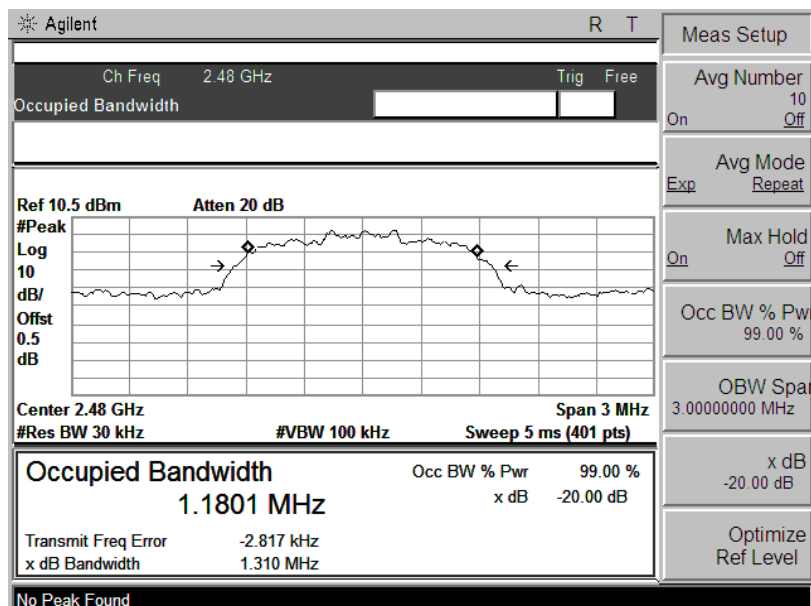 Agilent R T
Ch Freq 2.48 GHz Trig Free
Occupied Bandwidth
Ref 10.5 dBm Atten 20 dB
#Peak
Log
10
dB/
Offst
0.5
dB
Center 2.48 GHz Span 3 MHz
#Res BW 30 kHz #VBW 100 kHz Sweep 5 ms (401 pts)
Occupied Bandwidth
1.1801 MHz
Occ BW % Pwr 99.00 %
x dB -20.00 dB
Transmit Freq Error -2.817 kHz
x dB Bandwidth 1.310 MHz
No Peak Found
Meas Setup
Avg Number
10
On Off
Avg Mode
Exp Repeat
Max Hold
On Off
Occ BW % Pwr
99.00 %
OBW Span
3.00000000 MHz
x dB
-20.00 dB
Optimize
Ref Level